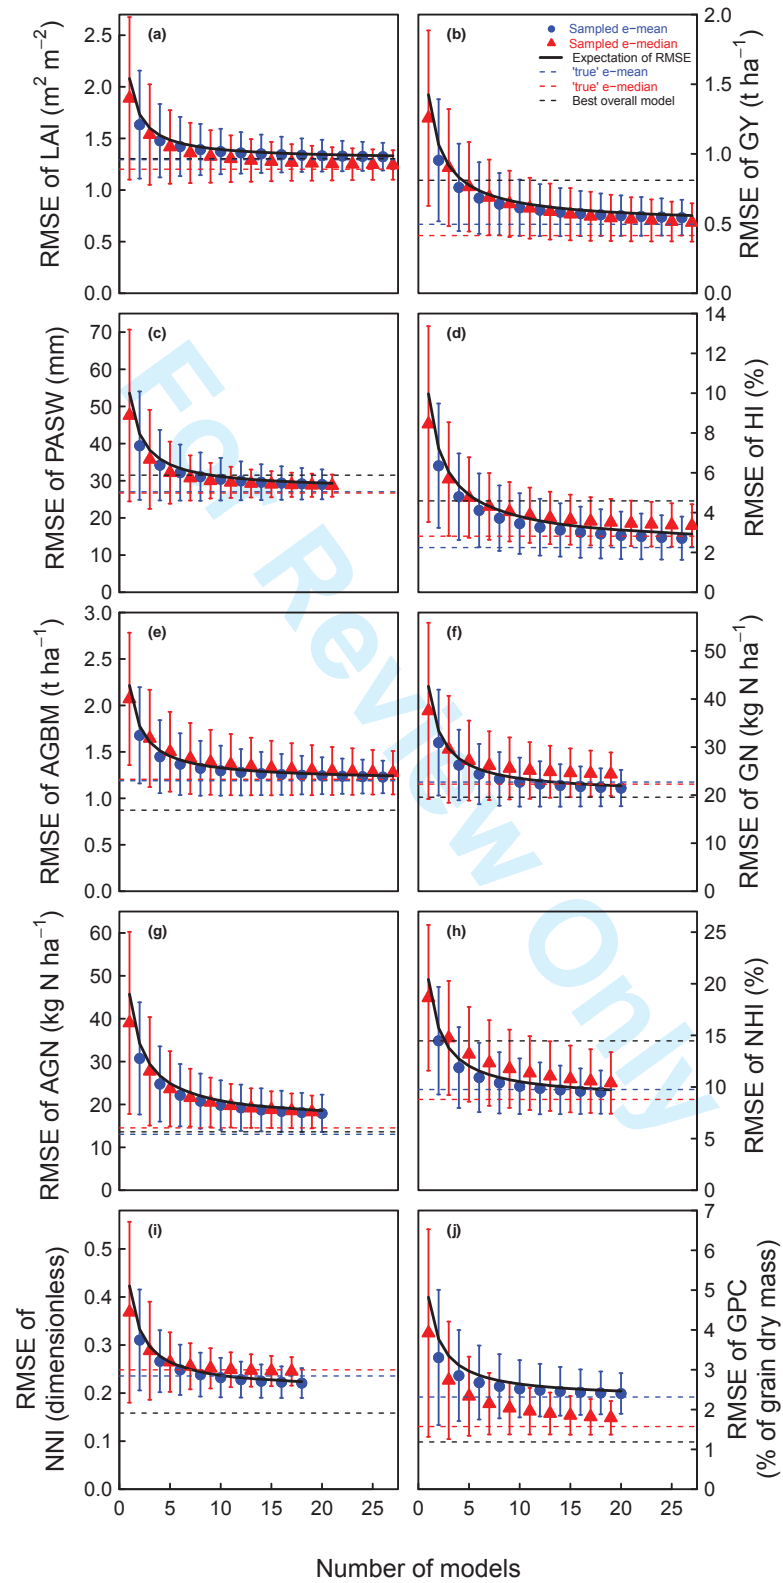 (a)
(b)
Sampled e−mean
Sampled e−median
Expectation of RMSE
'true' e−mean
'true' e−median
Best overall model
RMSE of LAI (m² m⁻²)
0.0
0.5
1.0
1.5
2.0
2.5
RMSE of GY (t ha⁻¹)
0.0
0.5
1.0
1.5
2.0
(c)
(d)
RMSE of PASW (mm)
0
10
20
30
40
50
60
70
RMSE of HI (%)
0
2
4
6
8
10
12
14
(e)
(f)
RMSE of AGBM (t ha⁻¹)
0.0
0.5
1.0
1.5
2.0
2.5
3.0
RMSE of GN (kg N ha⁻¹)
0
10
20
30
40
50
(g)
(h)
RMSE of AGN (kg N ha⁻¹)
0
10
20
30
40
50
60
RMSE of NHI (%)
0
5
10
15
20
25
(i)
(j)
RMSE of
NNI (dimensionless)
0.0
0.1
0.2
0.3
0.4
0.5
RMSE of GPC
(% of grain dry mass)
0
1
2
3
4
5
6
7
0 5 10 15 20 25
0 5 10 15 20 25
Number of models
For Review Only